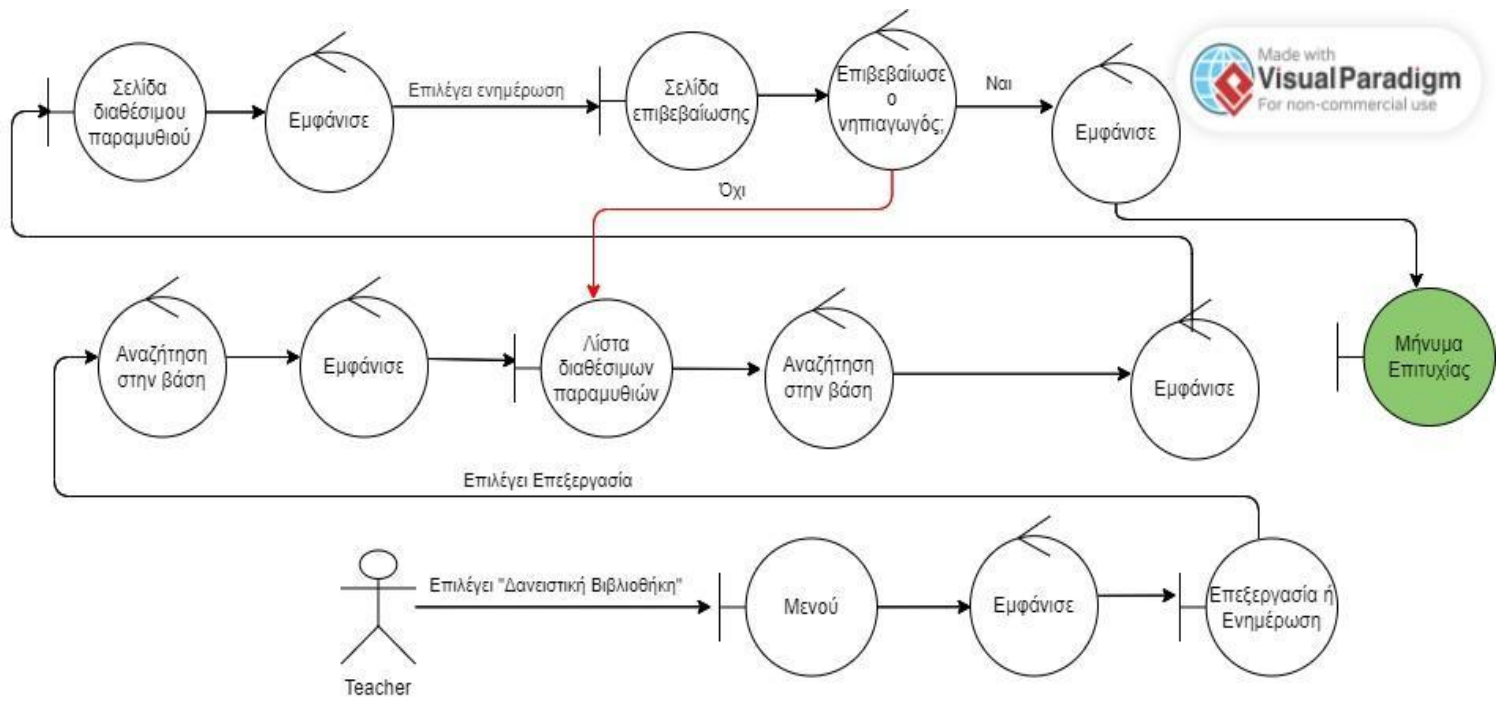 Made with
Visual Paradigm
For non-commercial use
Σελίδα
διαθέσιμου
παραμυθιού
Εμφάνισε
Επιλέγει ενημέρωση
Σελίδα
επιβεβαίωσης
Επιβεβαίωσε
ο
νηπιαγωγός;
Ναι
Εμφάνισε
Όχι
Αναζήτηση
στην βάση
Εμφάνισε
Λίστα
διαθέσιμων
παραμυθιών
Αναζήτηση
στην βάση
Εμφάνισε
Μήνυμα
Επιτυχίας
Επιλέγει Επεξεργασία
Teacher
Επιλέγει "Δανειστική Βιβλιοθήκη"
Μενού
Εμφάνισε
Επεξεργασία ή
Ενημέρωση